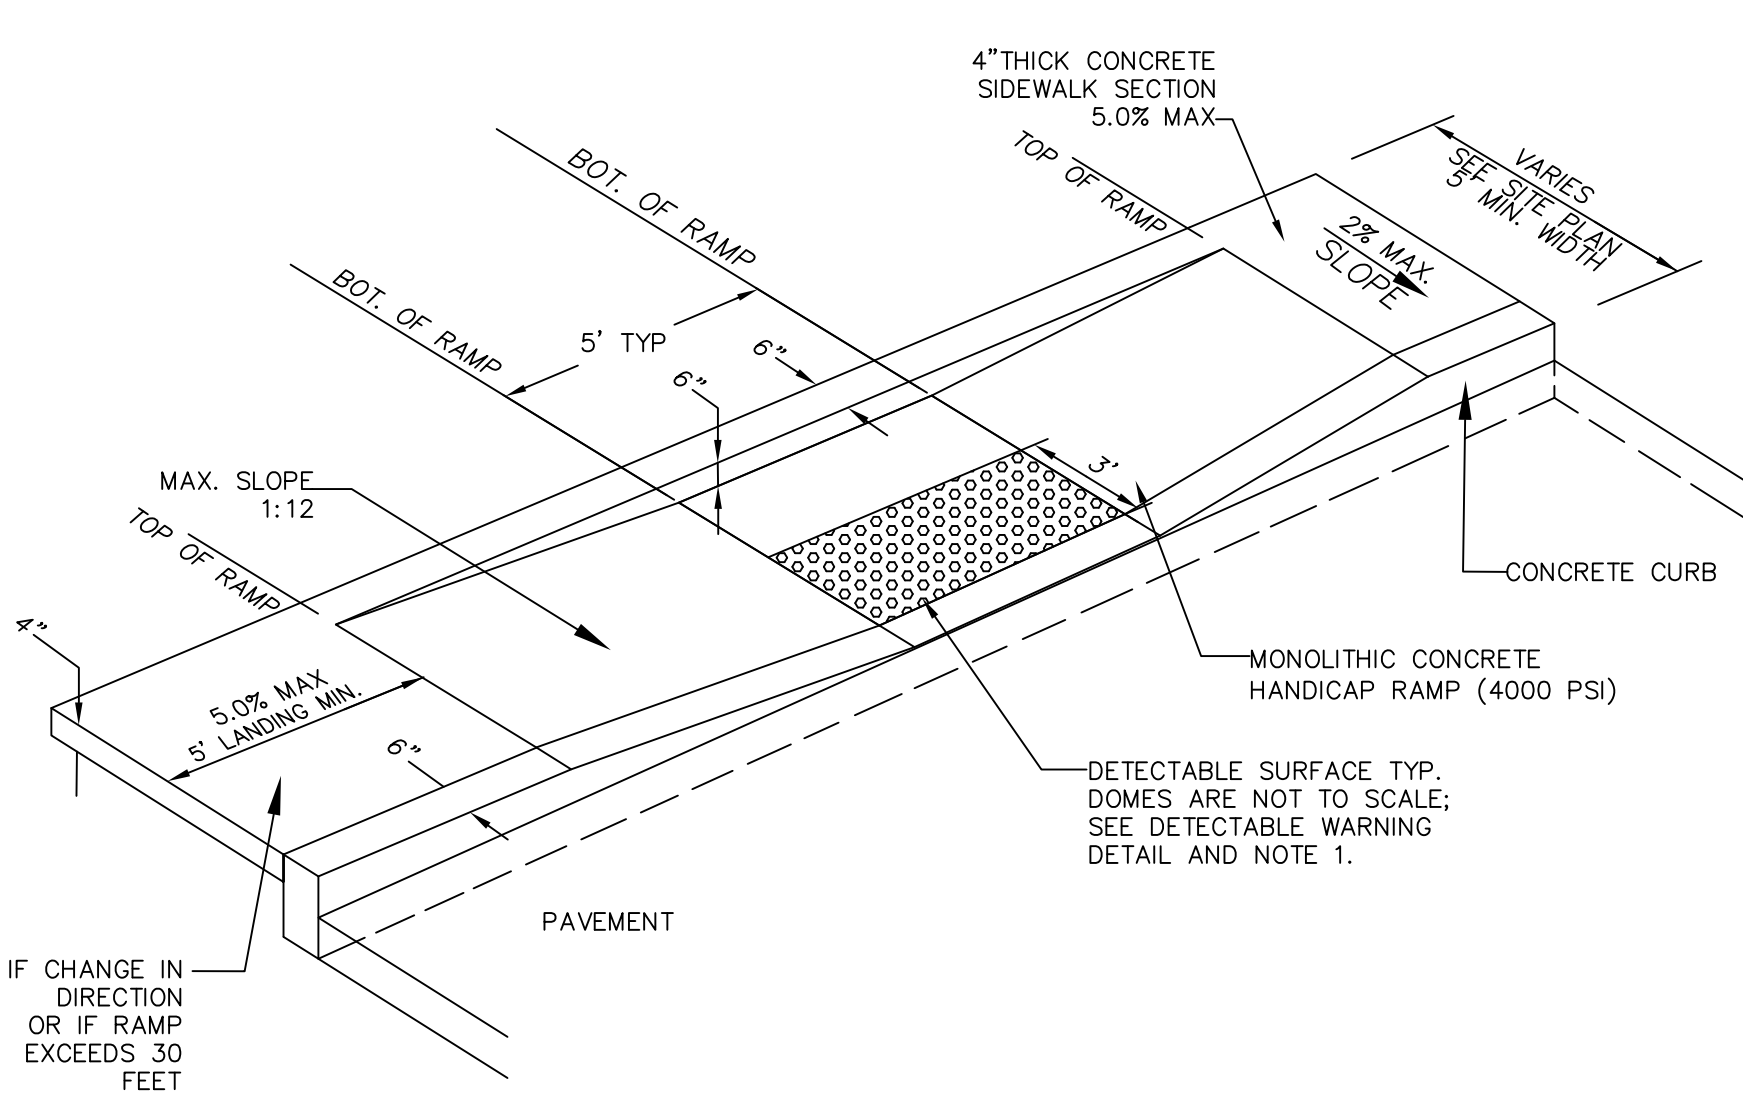 4"THICK CONCRETE
SIDEWALK SECTION
5.0% MAX
TOP OF RAMP
VARIES
SEE SITE PLAN
5' MIN. WIDTH
2% MAX.
SLOPE
BOT. OF RAMP
BOT. OF RAMP
5' TYP
6"
6"
3'
MAX. SLOPE
1:12
TOP OF RAMP
4"
5.0% MAX
5' LANDING MIN.
6"
CONCRETE CURB
MONOLITHIC CONCRETE
HANDICAP RAMP (4000 PSI)
DETECTABLE SURFACE TYP.
DOMES ARE NOT TO SCALE;
SEE DETECTABLE WARNING
DETAIL AND NOTE 1.
PAVEMENT
IF CHANGE IN
DIRECTION
OR IF RAMP
EXCEEDS 30
FEET